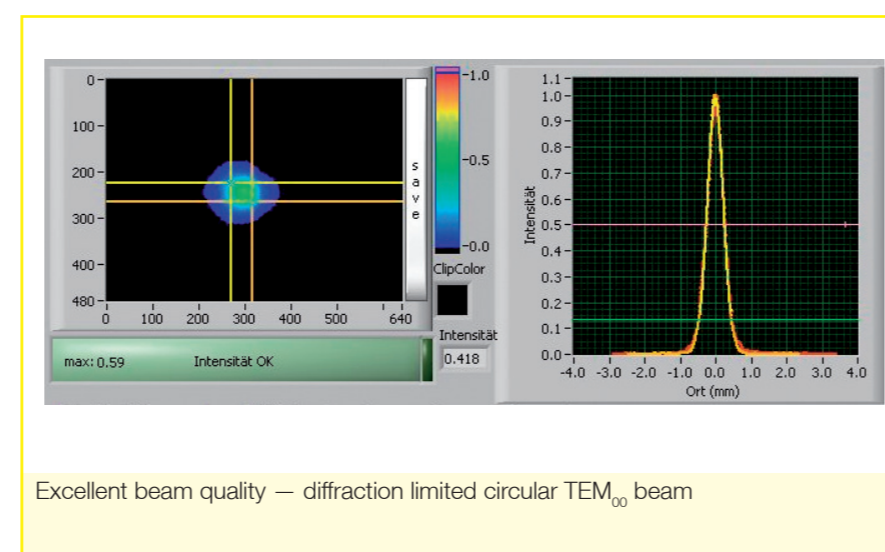 0
100
200
300
400
480
0 100 200 300 400 500 640
save
1.0
0.5
0.0
ClipColor
Intensität
0.418
max: 0.59 Intensität OK
1.1
1.0
0.9
0.8
0.7
0.6
0.5
0.4
0.3
0.2
0.1
0.0
Intensität
-4.0 -3.0 -2.0 -1.0 0.0 1.0 2.0 3.0 4.0
Ort (mm)
Excellent beam quality — diffraction limited circular TEM₀₀ beam